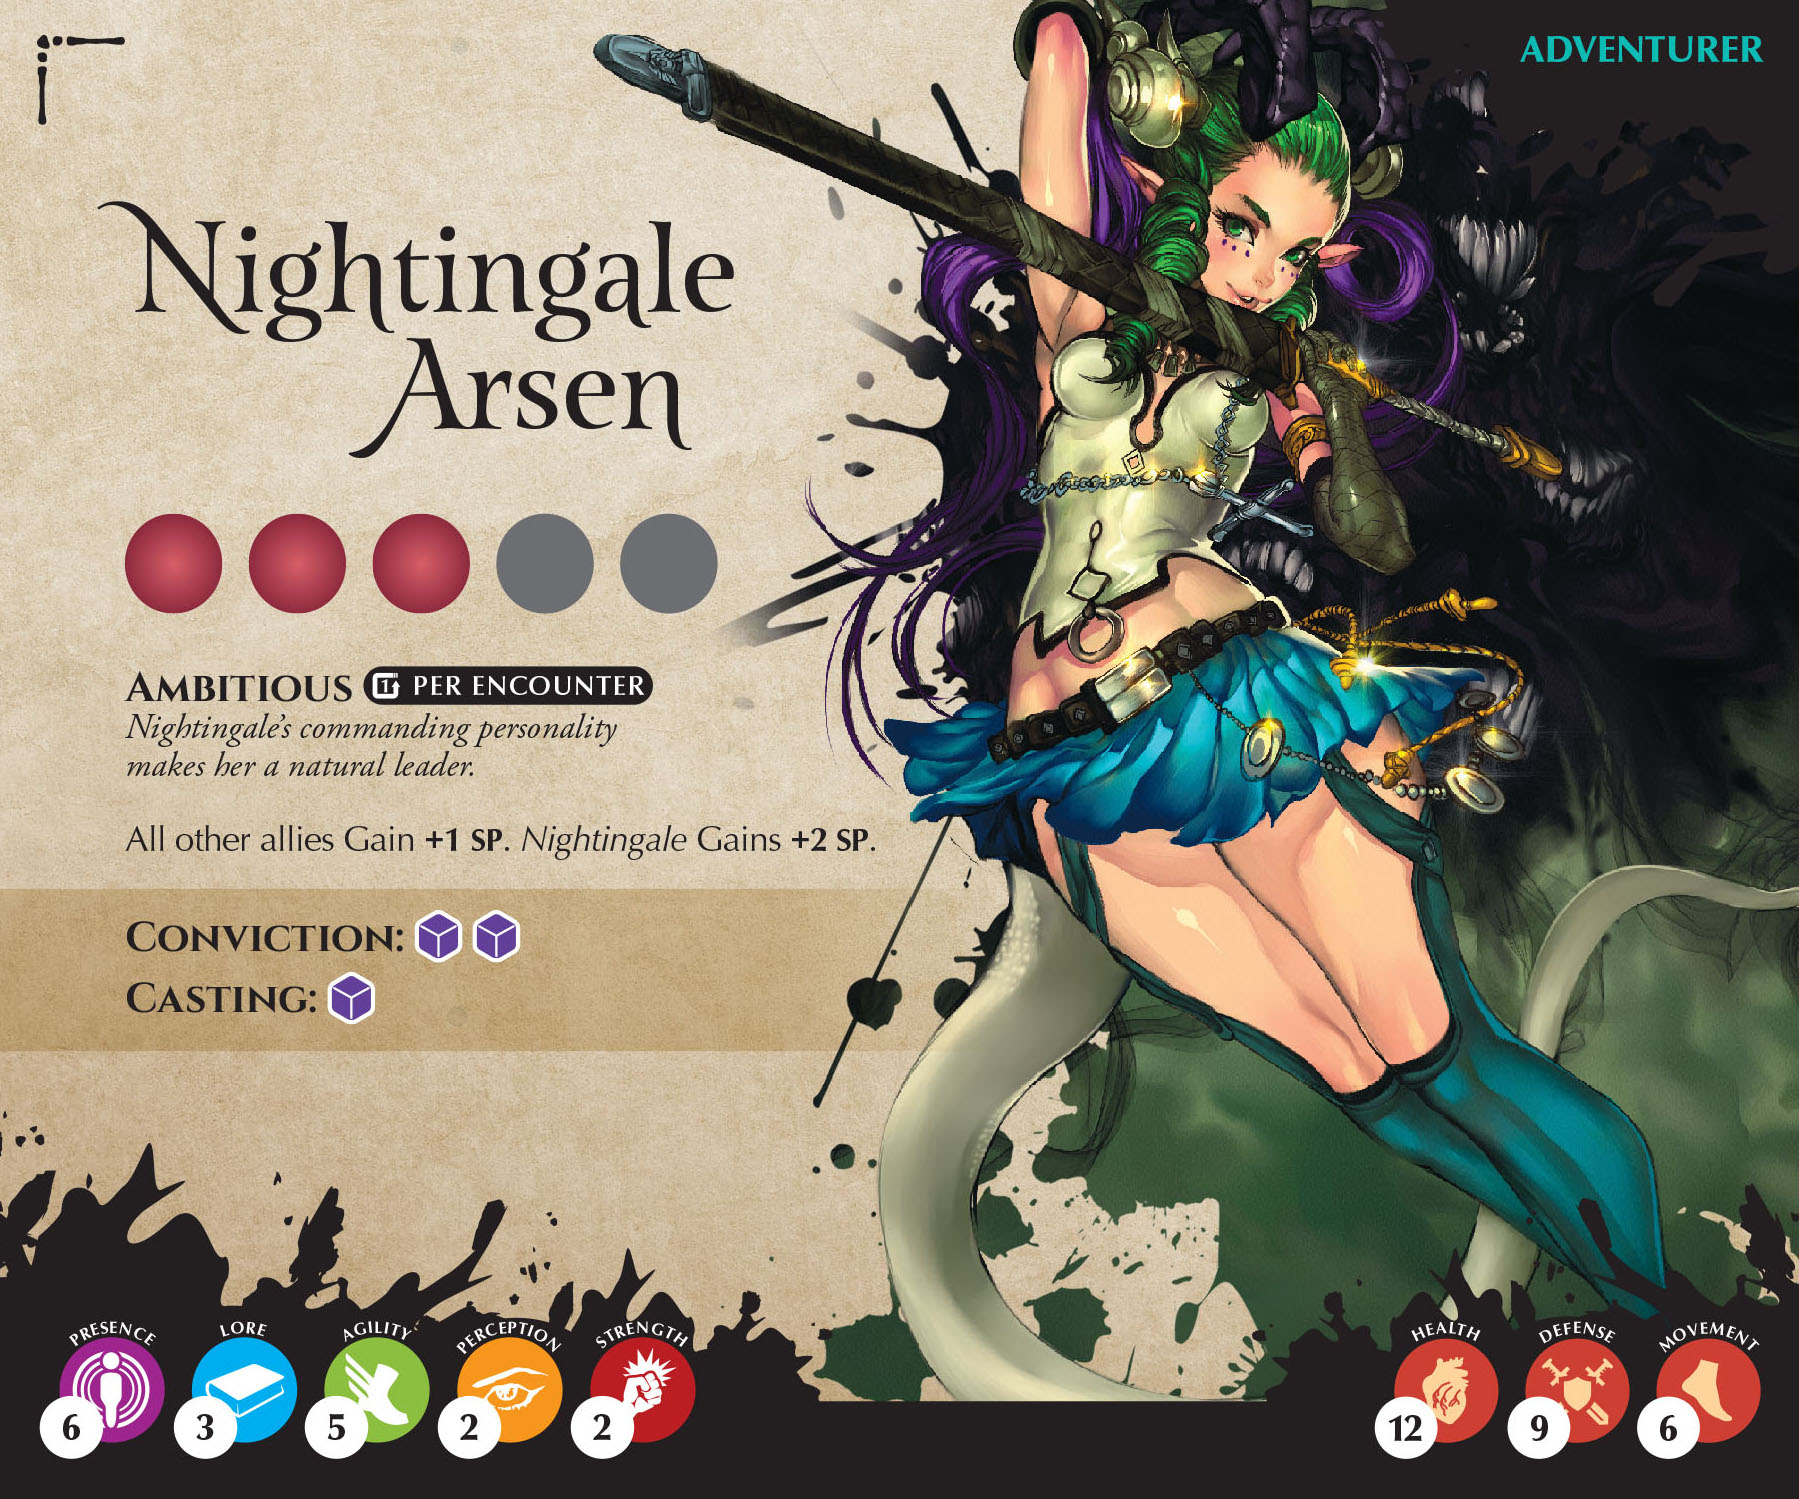 ADVENTURER
Nightingale
Arsen
AMBITIOUS 1 PER ENCOUNTER
Nightingale's commanding personality
makes her a natural leader.
All other allies Gain +1 SP. Nightingale Gains +2 SP.
CONVICTION:
CASTING:
PRESENCE LORE AGILITY PERCEPTION STRENGTH HEALTH DEFENSE MOVEMENT
6 3 5 2 2 12 9 6